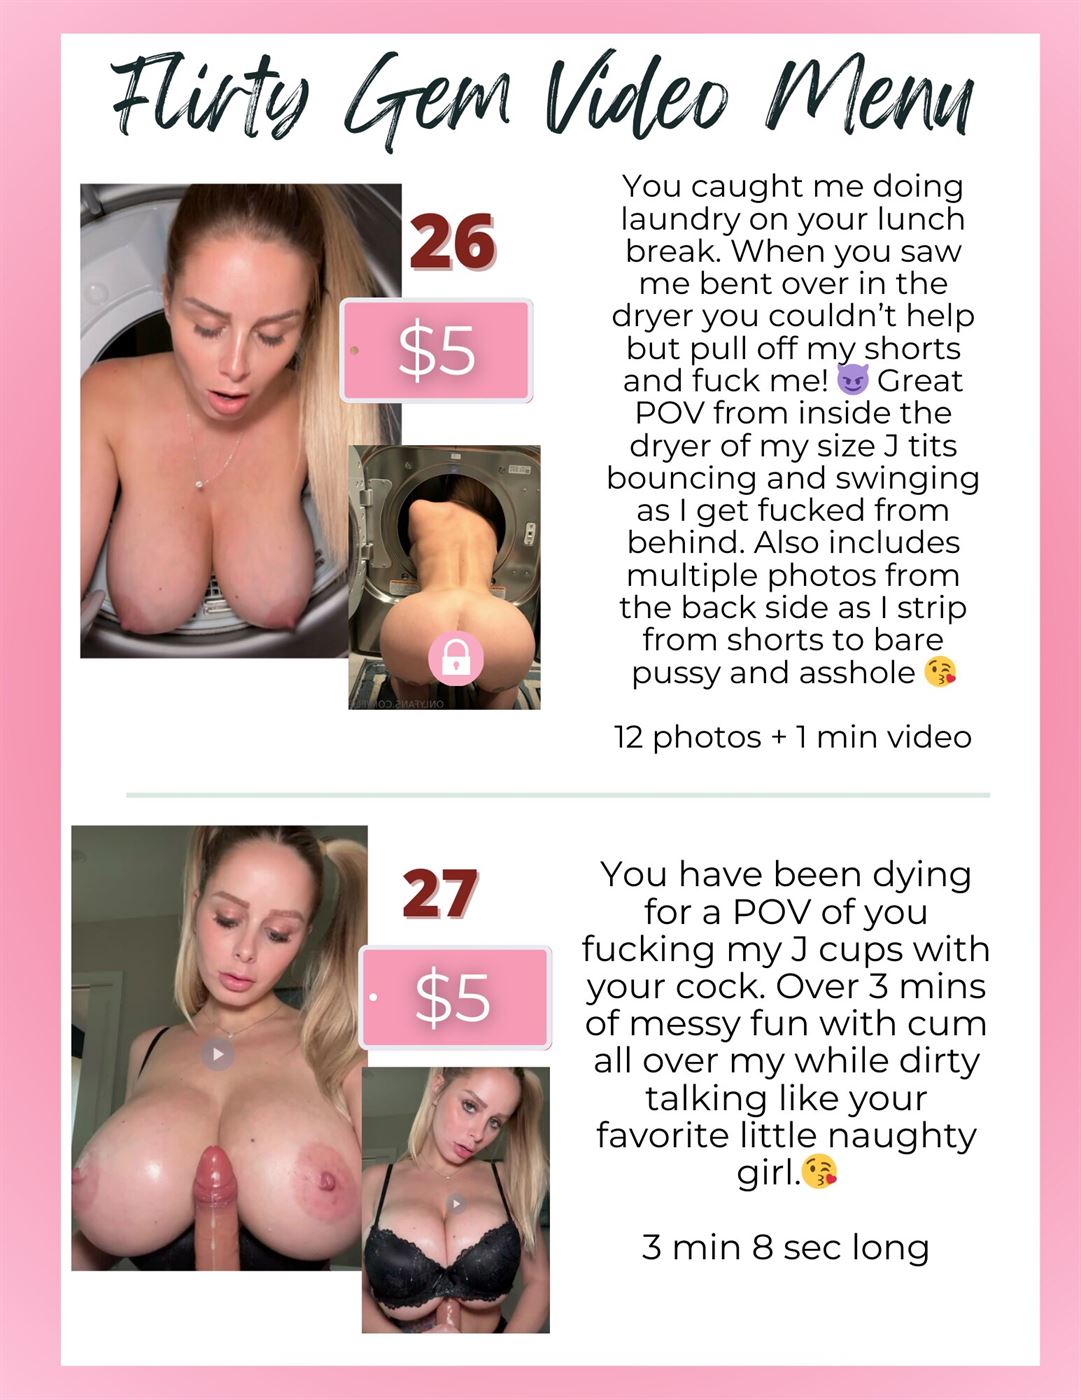 Flirty Gem Video Menu
26
$5
You caught me doing
laundry on your lunch
break. When you saw
me bent over in the
dryer you couldn’t help
but pull off my shorts
and fuck me! 😈 Great
POV from inside the
dryer of my size J tits
bouncing and swinging
as I get fucked from
behind. Also includes
multiple photos from
the back side as I strip
from shorts to bare
pussy and asshole 😘
12 photos + 1 min video
27
$5
You have been dying
for a POV of you
fucking my J cups with
your cock. Over 3 mins
of messy fun with cum
all over my while dirty
talking like your
favorite little naughty
girl.😘
3 min 8 sec long